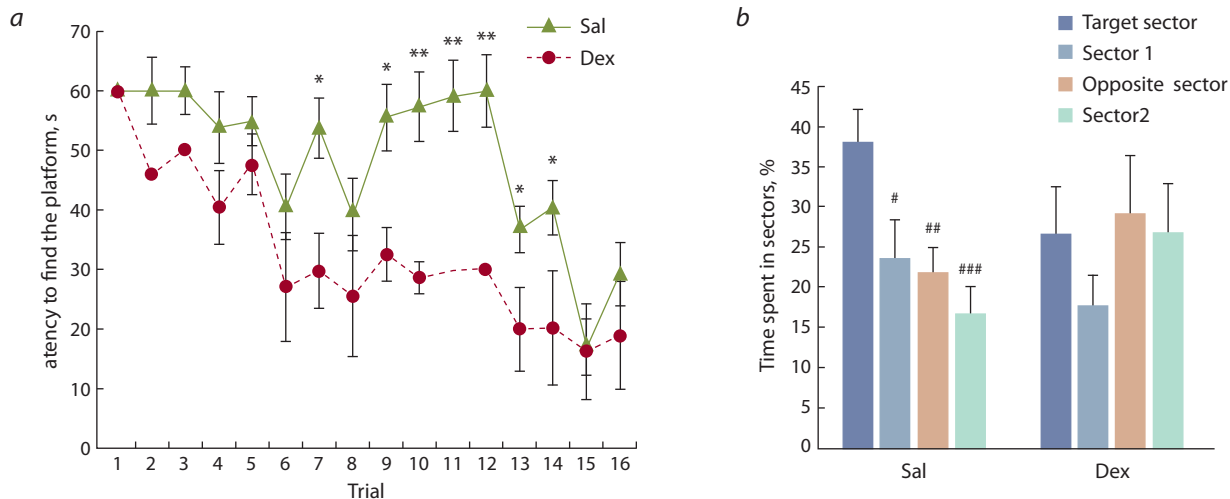 a
Sal
Dex
70
60
50
40
30
20
10
0
atency to find the platform, s
* * ** ** ** * *
1 2 3 4 5 6 7 8 9 10 11 12 13 14 15 16
Trial
b
Target sector
Sector 1
Opposite sector
Sector2
40
35
30
25
20
15
10
5
0
Time spent in sectors, %
#
##
###
Sal Dex